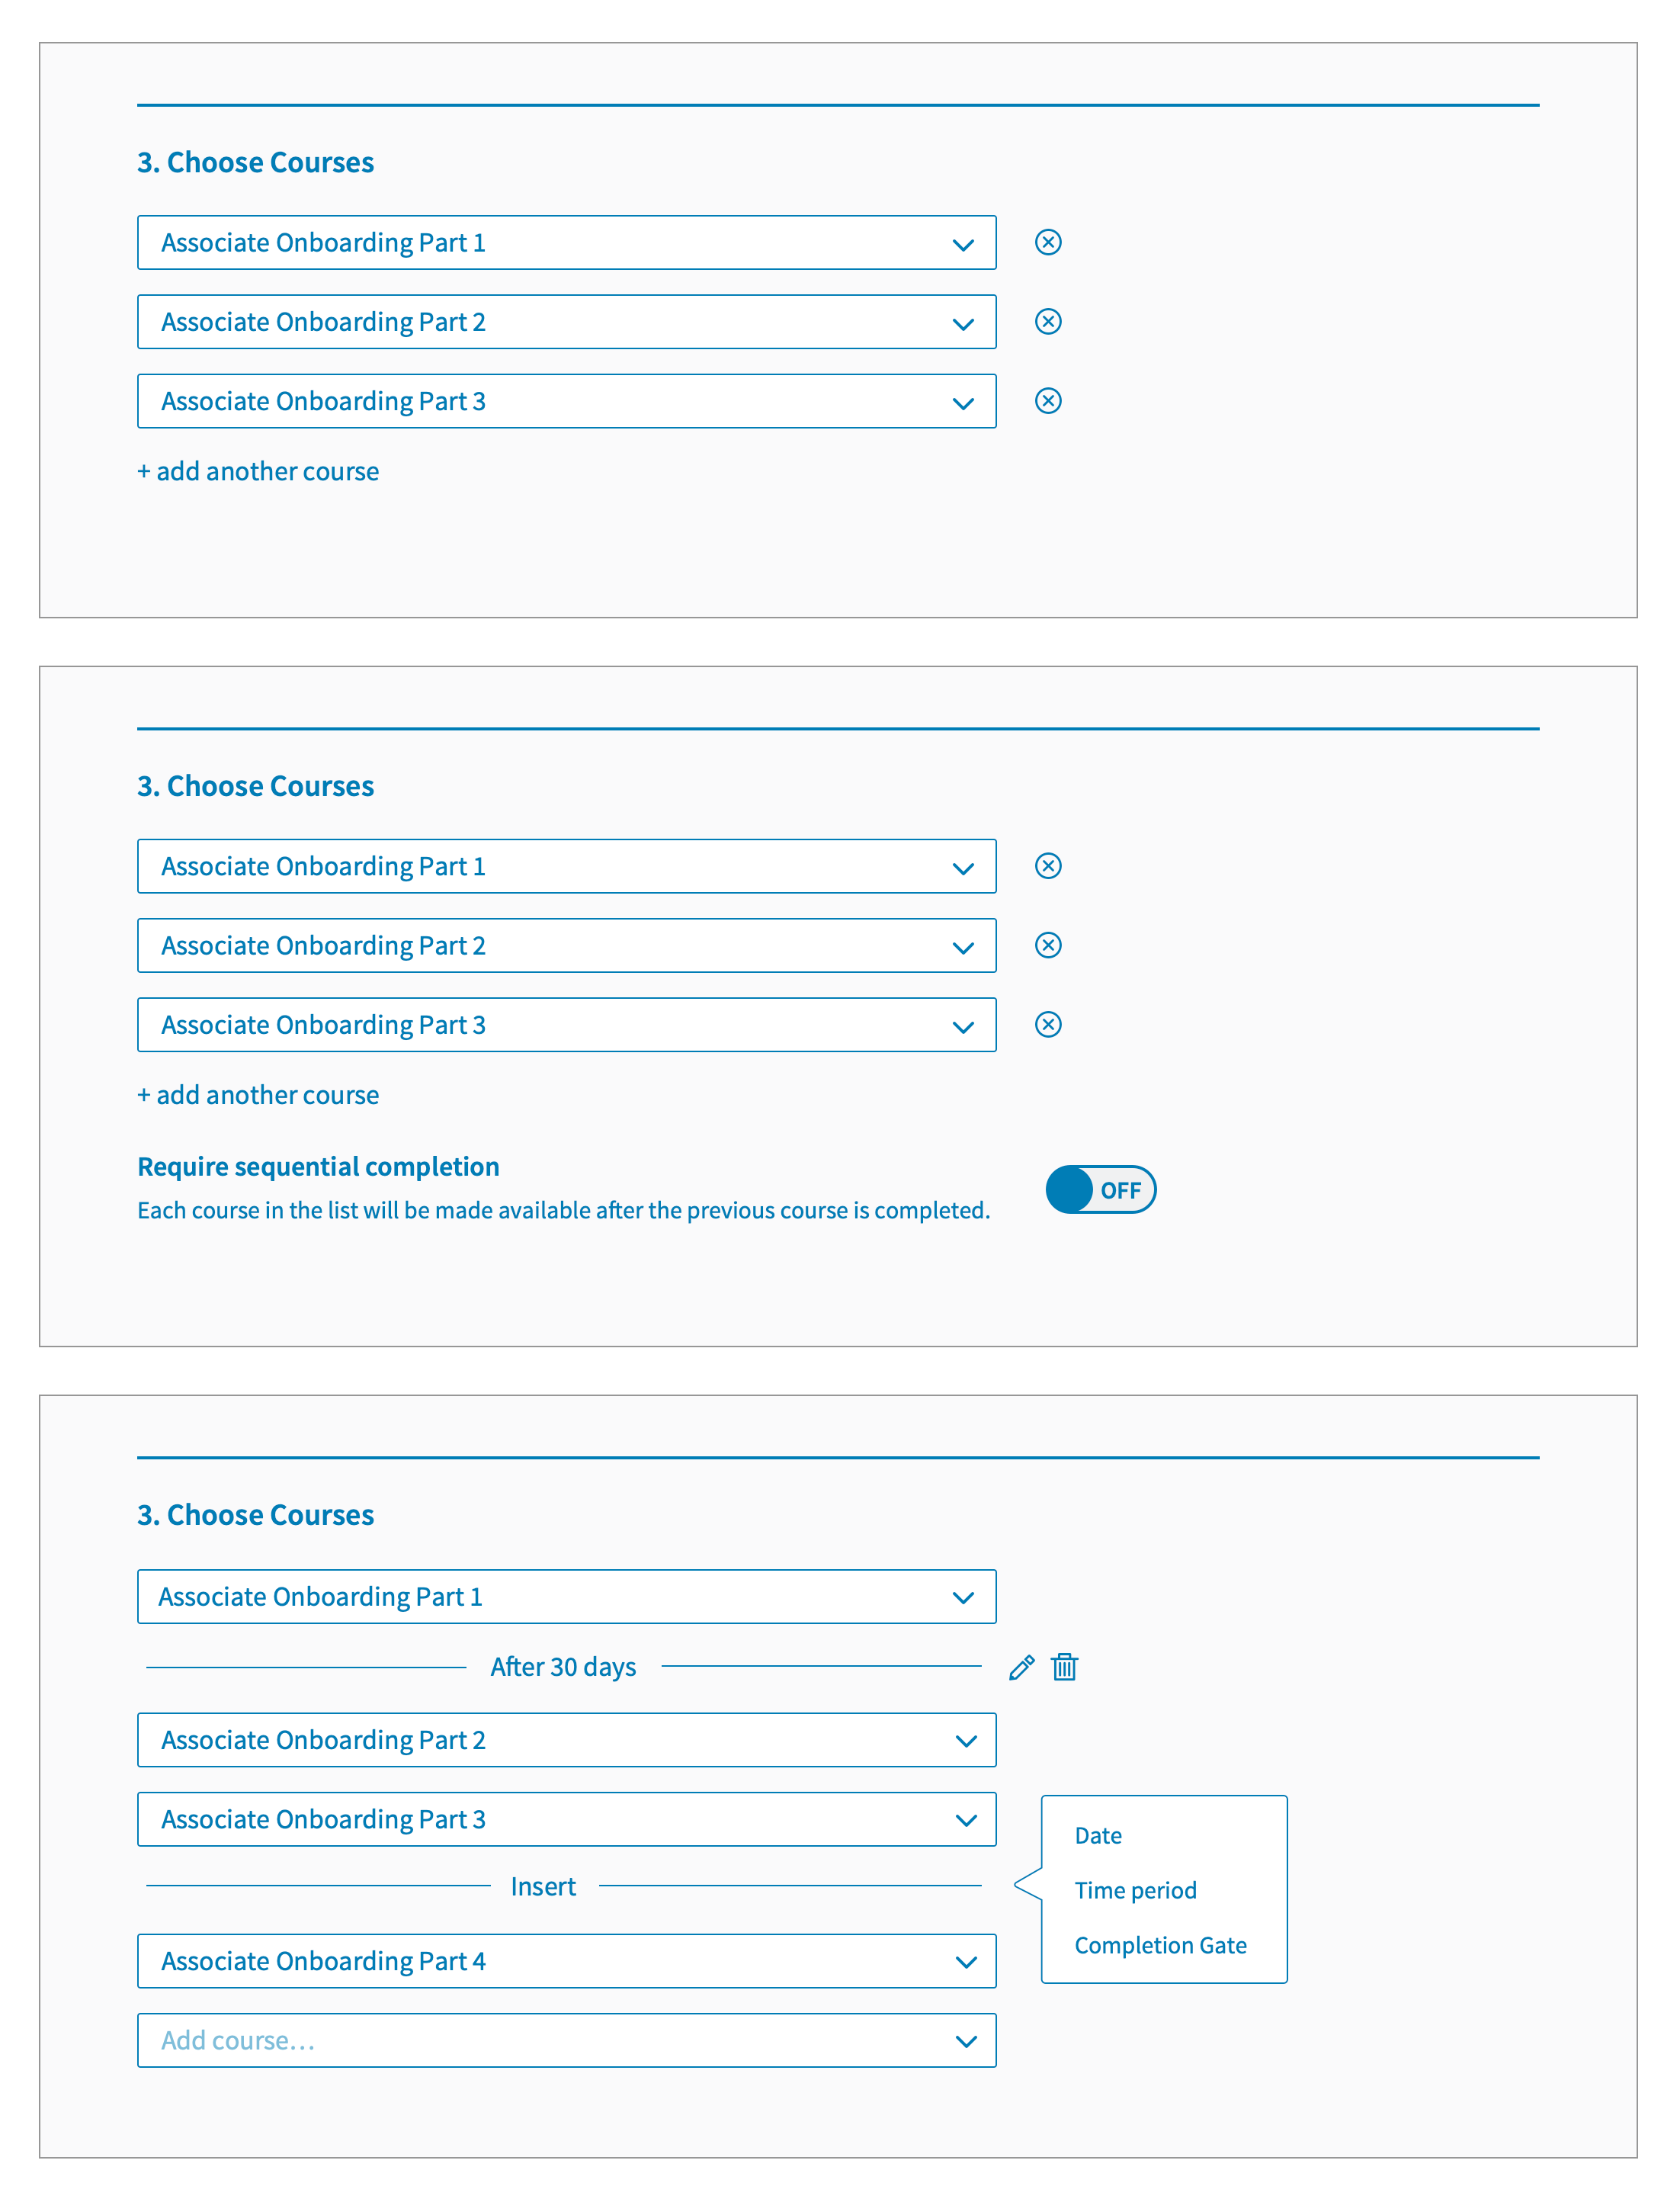 3. Choose Courses
Associate Onboarding Part 1
Associate Onboarding Part 2
Associate Onboarding Part 3
+ add another course
3. Choose Courses
Associate Onboarding Part 1
Associate Onboarding Part 2
Associate Onboarding Part 3
+ add another course
Require sequential completion
OFF
Each course in the list will be made available after the previous course is completed.
3. Choose Courses
Associate Onboarding Part 1
After 30 days
Associate Onboarding Part 2
Associate Onboarding Part 3
Insert
Date
Time period
Completion Gate
Associate Onboarding Part 4
Add course...